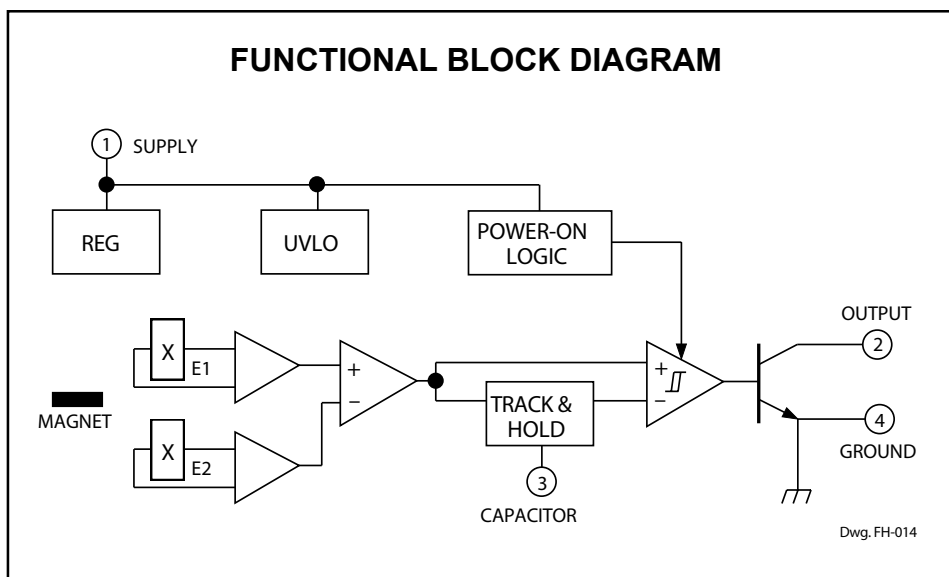 FUNCTIONAL BLOCK DIAGRAM
1 SUPPLY
REG
UVLO
POWER-ON
LOGIC
X
E1
+
−
MAGNET
X
E2
TRACK &
HOLD
3
CAPACITOR
+
−
OUTPUT
2
4
GROUND
Dwg. FH-014